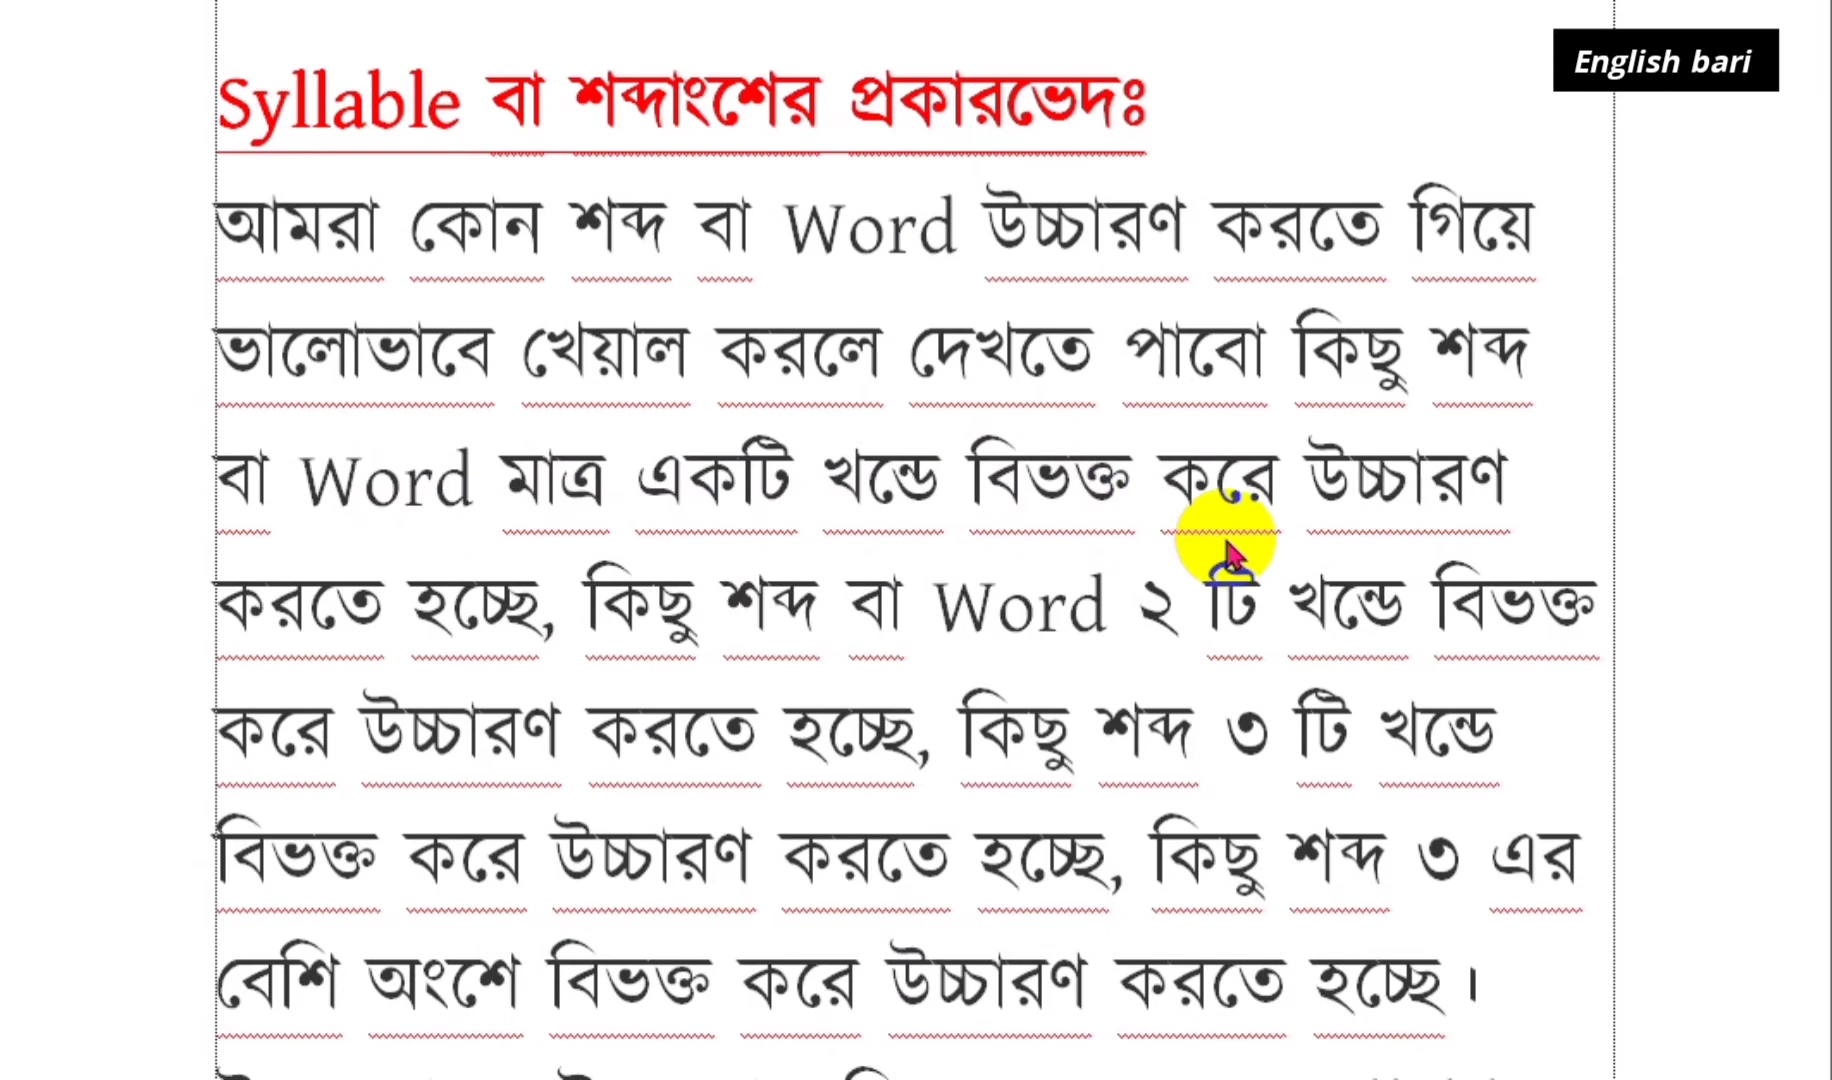 English bari
Syllable বা শব্দাংশের প্রকারভেদঃ
আমরা কোন শব্দ বা Word উচ্চারণ করতে গিয়ে
ভালোভাবে খেয়াল করলে দেখতে পাবো কিছু শব্দ
বা Word মাত্র একটি খন্ডে বিভক্ত করে উচ্চারণ
করতে হচ্ছে, কিছু শব্দ বা Word ২ টি খন্ডে বিভক্ত
করে উচ্চারণ করতে হচ্ছে, কিছু শব্দ ৩ টি খন্ডে
বিভক্ত করে উচ্চারণ করতে হচ্ছে, কিছু শব্দ ৩ এর
বেশি অংশে বিভক্ত করে উচ্চারণ করতে হচ্ছে।